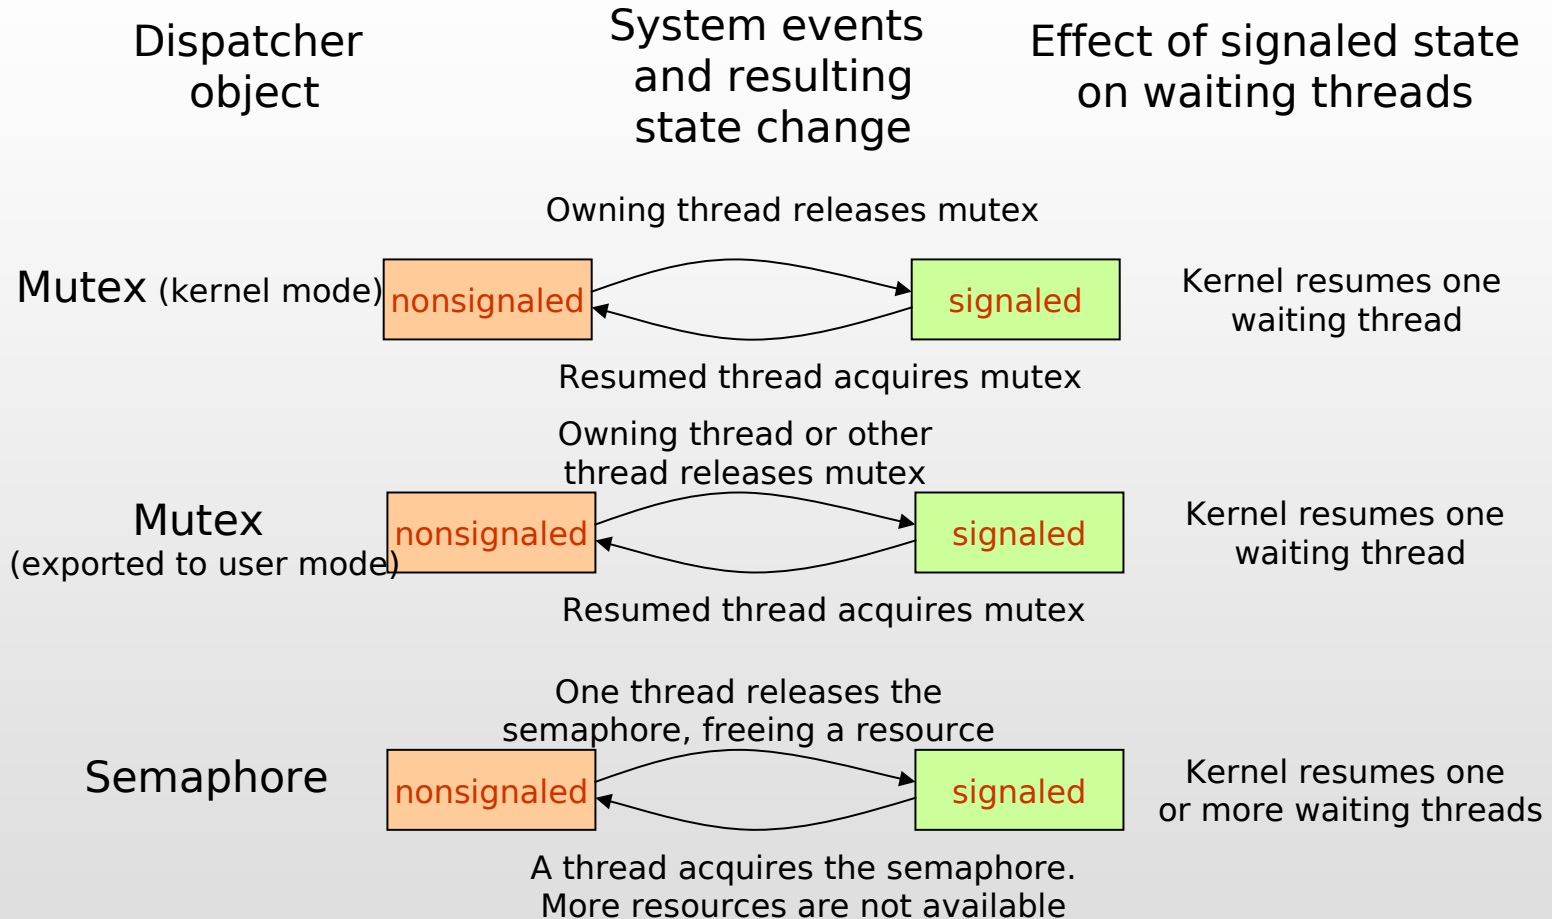 Dispatcher
object
System events
and resulting
state change
Effect of signaled state
on waiting threads
Owning thread releases mutex
Mutex (kernel mode)
nonsignaled
signaled
Kernel resumes one
waiting thread
Resumed thread acquires mutex
Owning thread or other
thread releases mutex
Mutex
(exported to user mode)
nonsignaled
signaled
Kernel resumes one
waiting thread
Resumed thread acquires mutex
One thread releases the
semaphore, freeing a resource
Semaphore
nonsignaled
signaled
Kernel resumes one
or more waiting threads
A thread acquires the semaphore.
More resources are not available